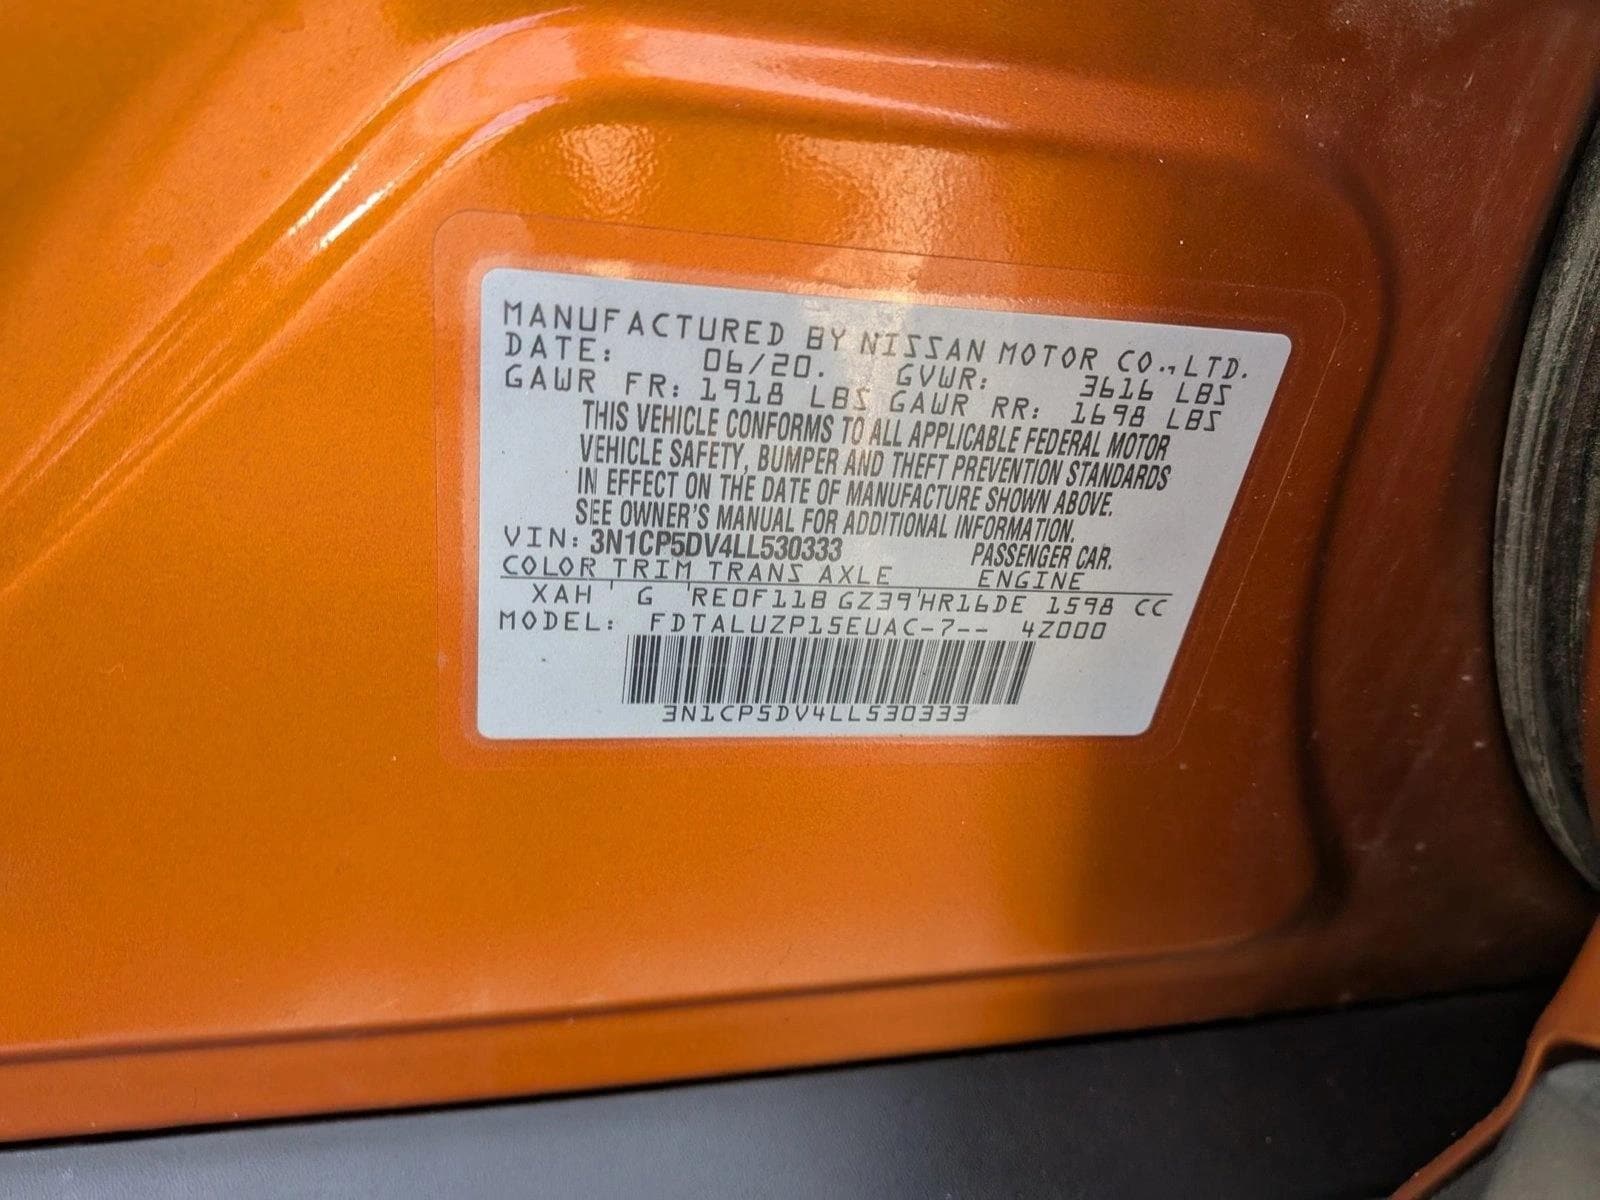 MANUFACTURED BY NISSAN MOTOR CO.,LTD.
DATE: 06/20. GVWR: 3616 LBS
GAWR FR: 1918 LBS GAWR RR: 1698 LBS
THIS VEHICLE CONFORMS TO ALL APPLICABLE FEDERAL MOTOR
VEHICLE SAFETY, BUMPER AND THEFT PREVENTION STANDARDS
IN EFFECT ON THE DATE OF MANUFACTURE SHOWN ABOVE.
SEE OWNER'S MANUAL FOR ADDITIONAL INFORMATION.
VIN: 3N1CP5DV4LL530333 PASSENGER CAR.
COLOR TRIM TRANS AXLE ENGINE
XAH G RE0F11B GZ39 HR16DE 1598 CC
MODEL: FDTALUZP15EUAC-7-- 4Z000
3N1CP5DV4LL530333